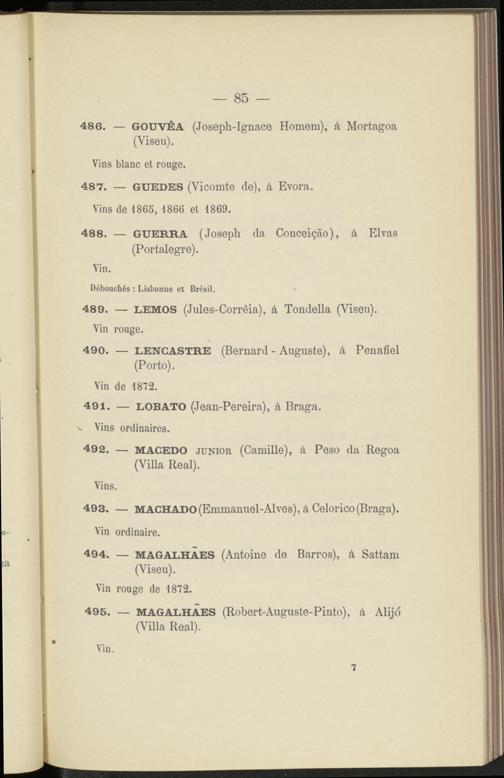 — 85 —
486. — GOUVÊA (Joseph-Ignace Homem), á Mortagoa
(Viseu).
Vins blanc et rouge.
487. — GUEDES (Vicomte de), á Evora.
Vins de 1865, 1866 et 1869.
488. — GUERRA (Joseph da Conceição), á Elvas
(Portalegre).
Vin.
Débouchés : Lisbonne et Brésil.
489. — LEMOS (Jules-Corrêia), á Tondella (Viseu).
Vin rouge.
490. — LENCASTRE (Bernard - Auguste), á Penafiel
(Porto).
Vin de 1872.
491. — LOBATO (Jean-Pereira), á Braga.
Vins ordinaires.
492. — MACEDO JUNIOR (Camille), á Peso da Regoa
(Villa Real).
Vins.
493. — MACHADO (Emmanuel-Alves), á Celorico (Braga).
Vin ordinaire.
494. — MAGALHÃES (Antoine de Barros), á Sattam
(Viseu).
Vin rouge de 1872.
495. — MAGALHÃES (Robert-Auguste-Pinto), á Alijó
(Villa Real).
Vin.
7